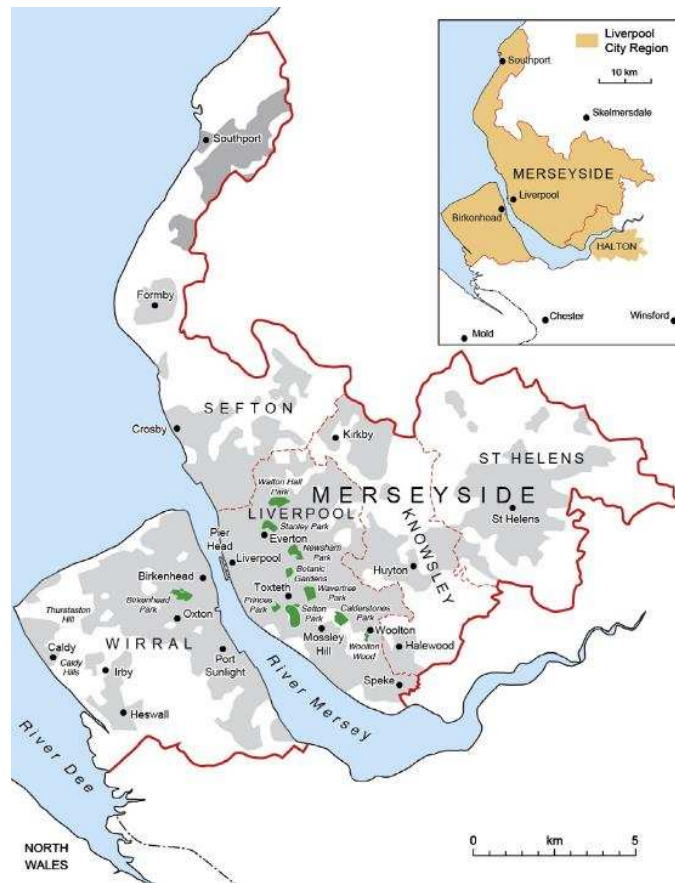 Liverpool
City Region
10 km
Southport
Skelmersdale
MERSEYSIDE
Liverpool
Birkenhead
HALTON
Chester
Winsford
Mold
Southport
Formby
SEFTON
Crosby
Kirkby
ST HELENS
Walton Hall
Park
MERSEYSIDE
LIVERPOOL
Stanley Park
St Helens
Pier
Head
Everton
KNOWSLEY
Newsham
Park
Liverpool
Botanic
Gardens
Huyton
Birkenhead
Toxteth
Wavertree
Park
Birkenhead
Park
Princes
Park
Sefton
Park
Calderstones
Park
Thurstaston
Hill
Oxton
Mossley
Hill
Woolton
WIRRAL
Woolton
Wood
Halewood
Caldy
Caldy
Hills
Irby
Port
Sunlight
Speke
River Mersey
Heswall
River Dee
NORTH
WALES
0 km 5